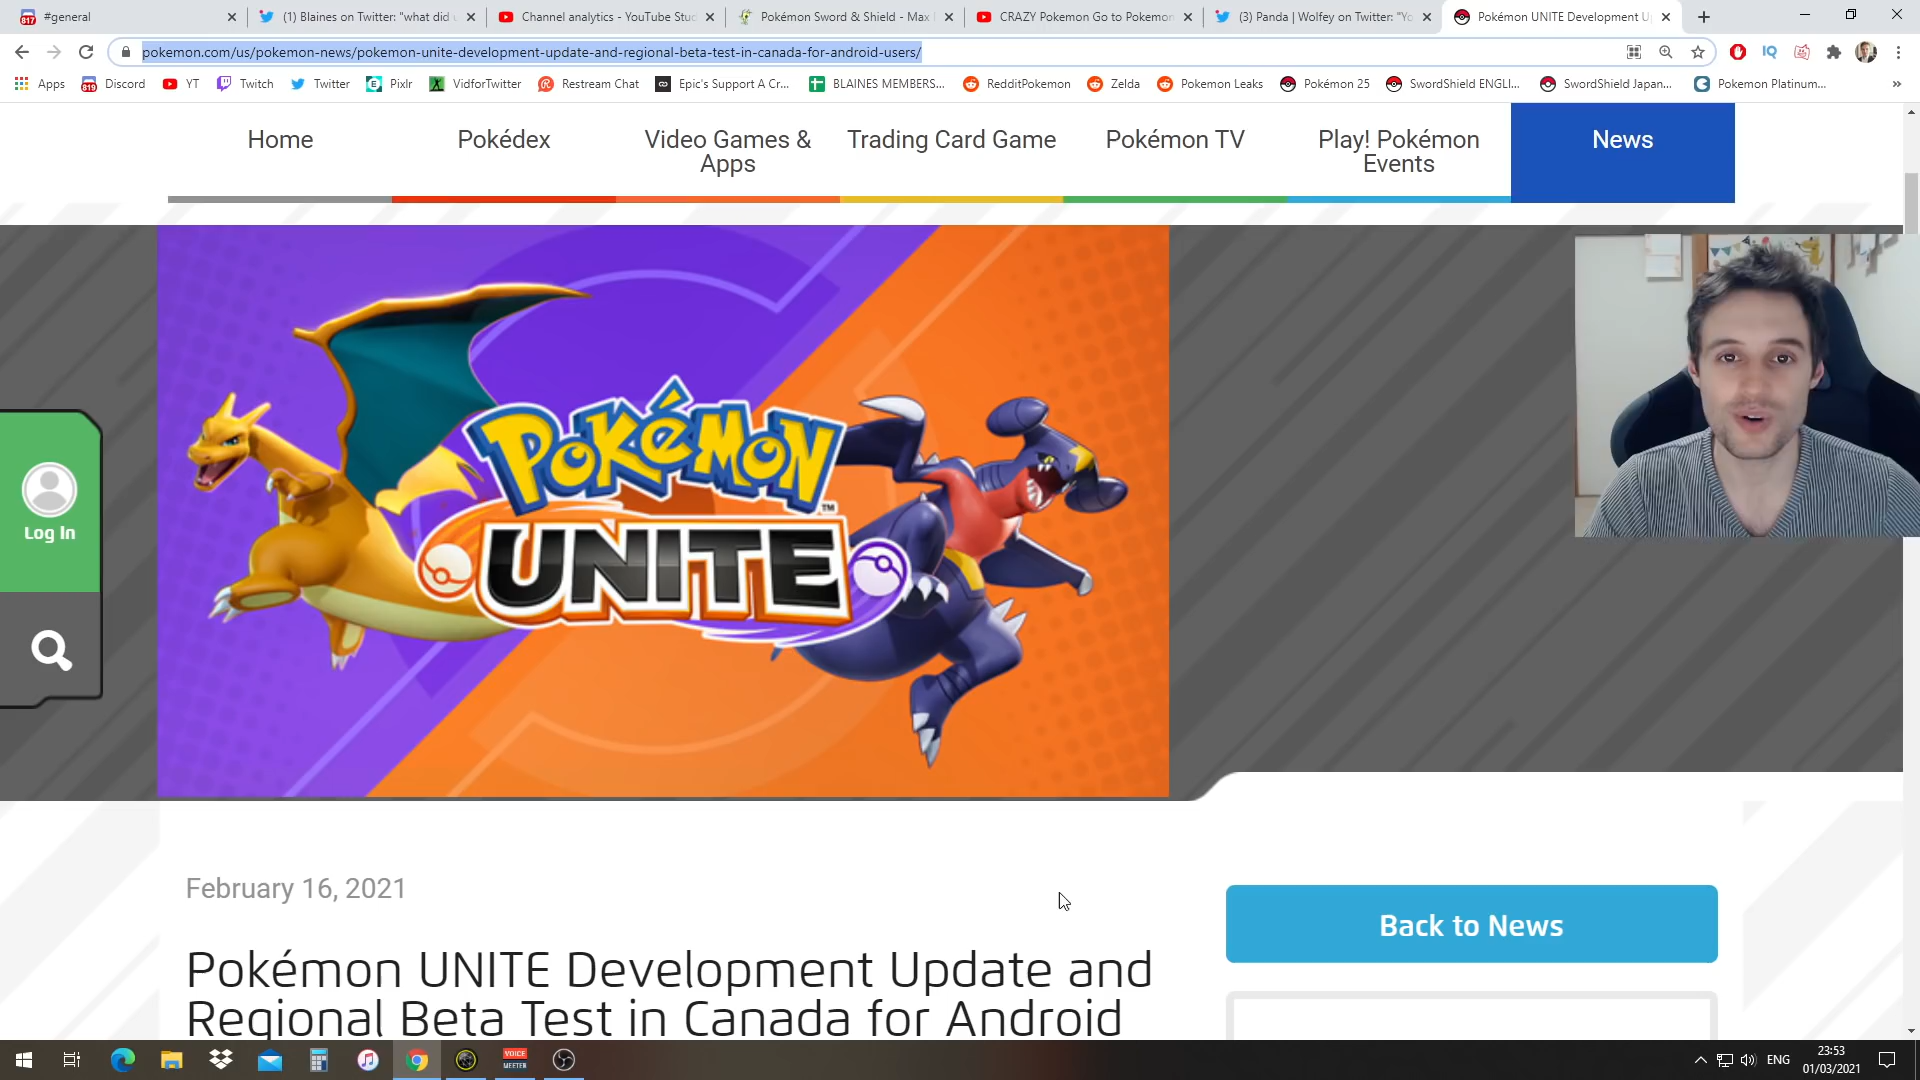 #general
(1) Blaines on Twitter: "what did
Channel analytics - YouTube Stud
Pokémon Sword & Shield - Max
CRAZY Pokemon Go to Pokemon
(3) Panda | Wolfey on Twitter: "Yo
Pokémon UNITE Development U
pokemon.com/us/pokemon-news/pokemon-unite-development-update-and-regional-beta-test-in-canada-for-android-users/
Apps
Discord
YT
Twitch
Twitter
Pixlr
VidforTwitter
Restream Chat
Epic's Support A Cr...
BLAINES MEMBERS...
RedditPokemon
Zelda
Pokemon Leaks
Pokémon 25
SwordShield ENGLI...
SwordShield Japan...
Pokemon Platinum...
Home
Pokédex
Video Games &
Apps
Trading Card Game
Pokémon TV
Play! Pokémon
Events
News
POKéMON
TM
UNITE
Log In
February 16, 2021
Back to News
Pokémon UNITE Development Update and
Regional Beta Test in Canada for Android
VOICE
MEETER
ENG
23:53
01/03/2021